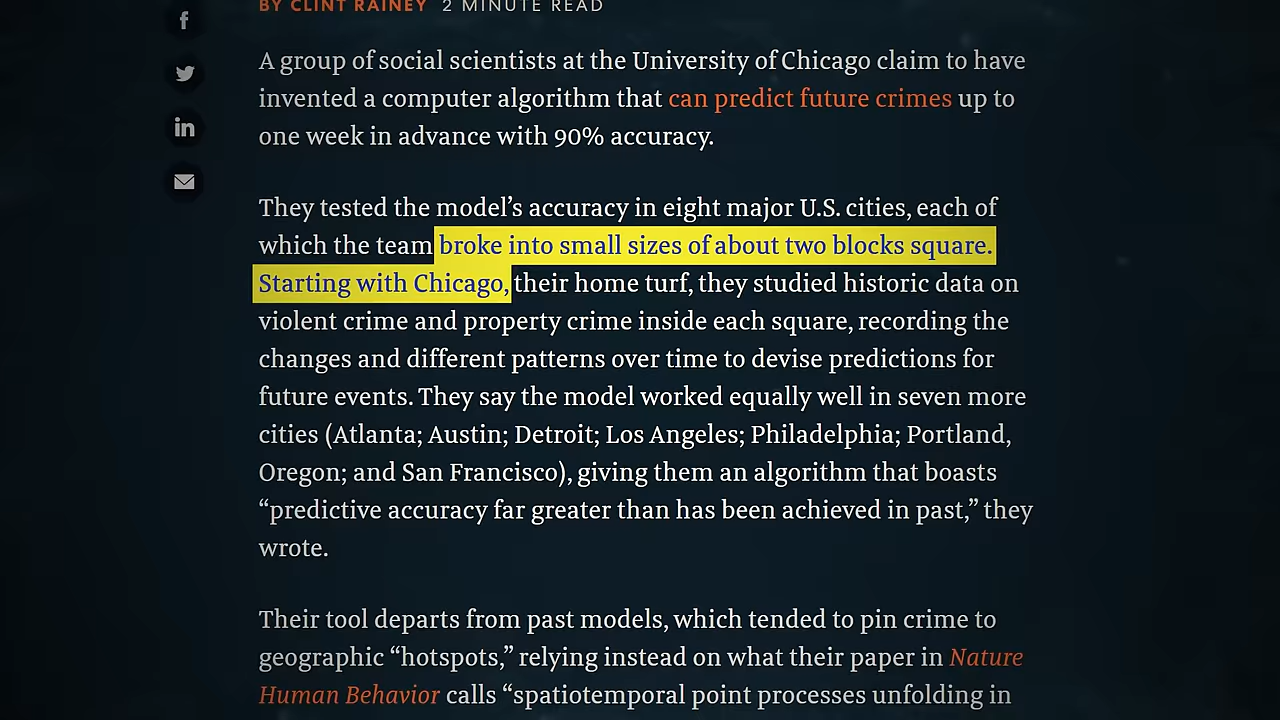 BY CLINT RAINEY 2 MINUTE READ
A group of social scientists at the University of Chicago claim to have
invented a computer algorithm that can predict future crimes up to
one week in advance with 90% accuracy.
They tested the model’s accuracy in eight major U.S. cities, each of
which the team broke into small sizes of about two blocks square.
Starting with Chicago, their home turf, they studied historic data on
violent crime and property crime inside each square, recording the
changes and different patterns over time to devise predictions for
future events. They say the model worked equally well in seven more
cities (Atlanta; Austin; Detroit; Los Angeles; Philadelphia; Portland,
Oregon; and San Francisco), giving them an algorithm that boasts
“predictive accuracy far greater than has been achieved in past,” they
wrote.
Their tool departs from past models, which tended to pin crime to
geographic “hotspots,” relying instead on what their paper in Nature
Human Behavior calls “spatiotemporal point processes unfolding in